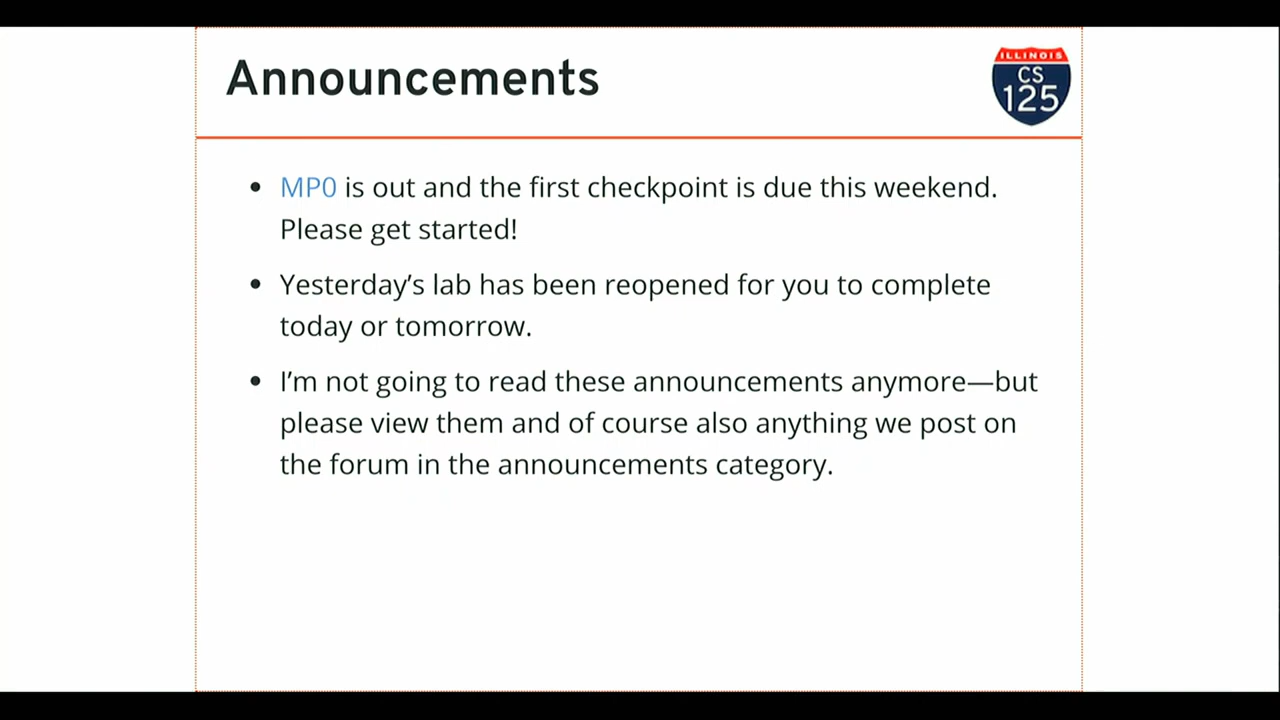 Announcements
ILLINOIS
CS
125
• MP0 is out and the first checkpoint is due this weekend.
Please get started!
• Yesterday’s lab has been reopened for you to complete
today or tomorrow.
• I’m not going to read these announcements anymore—but
please view them and of course also anything we post on
the forum in the announcements category.